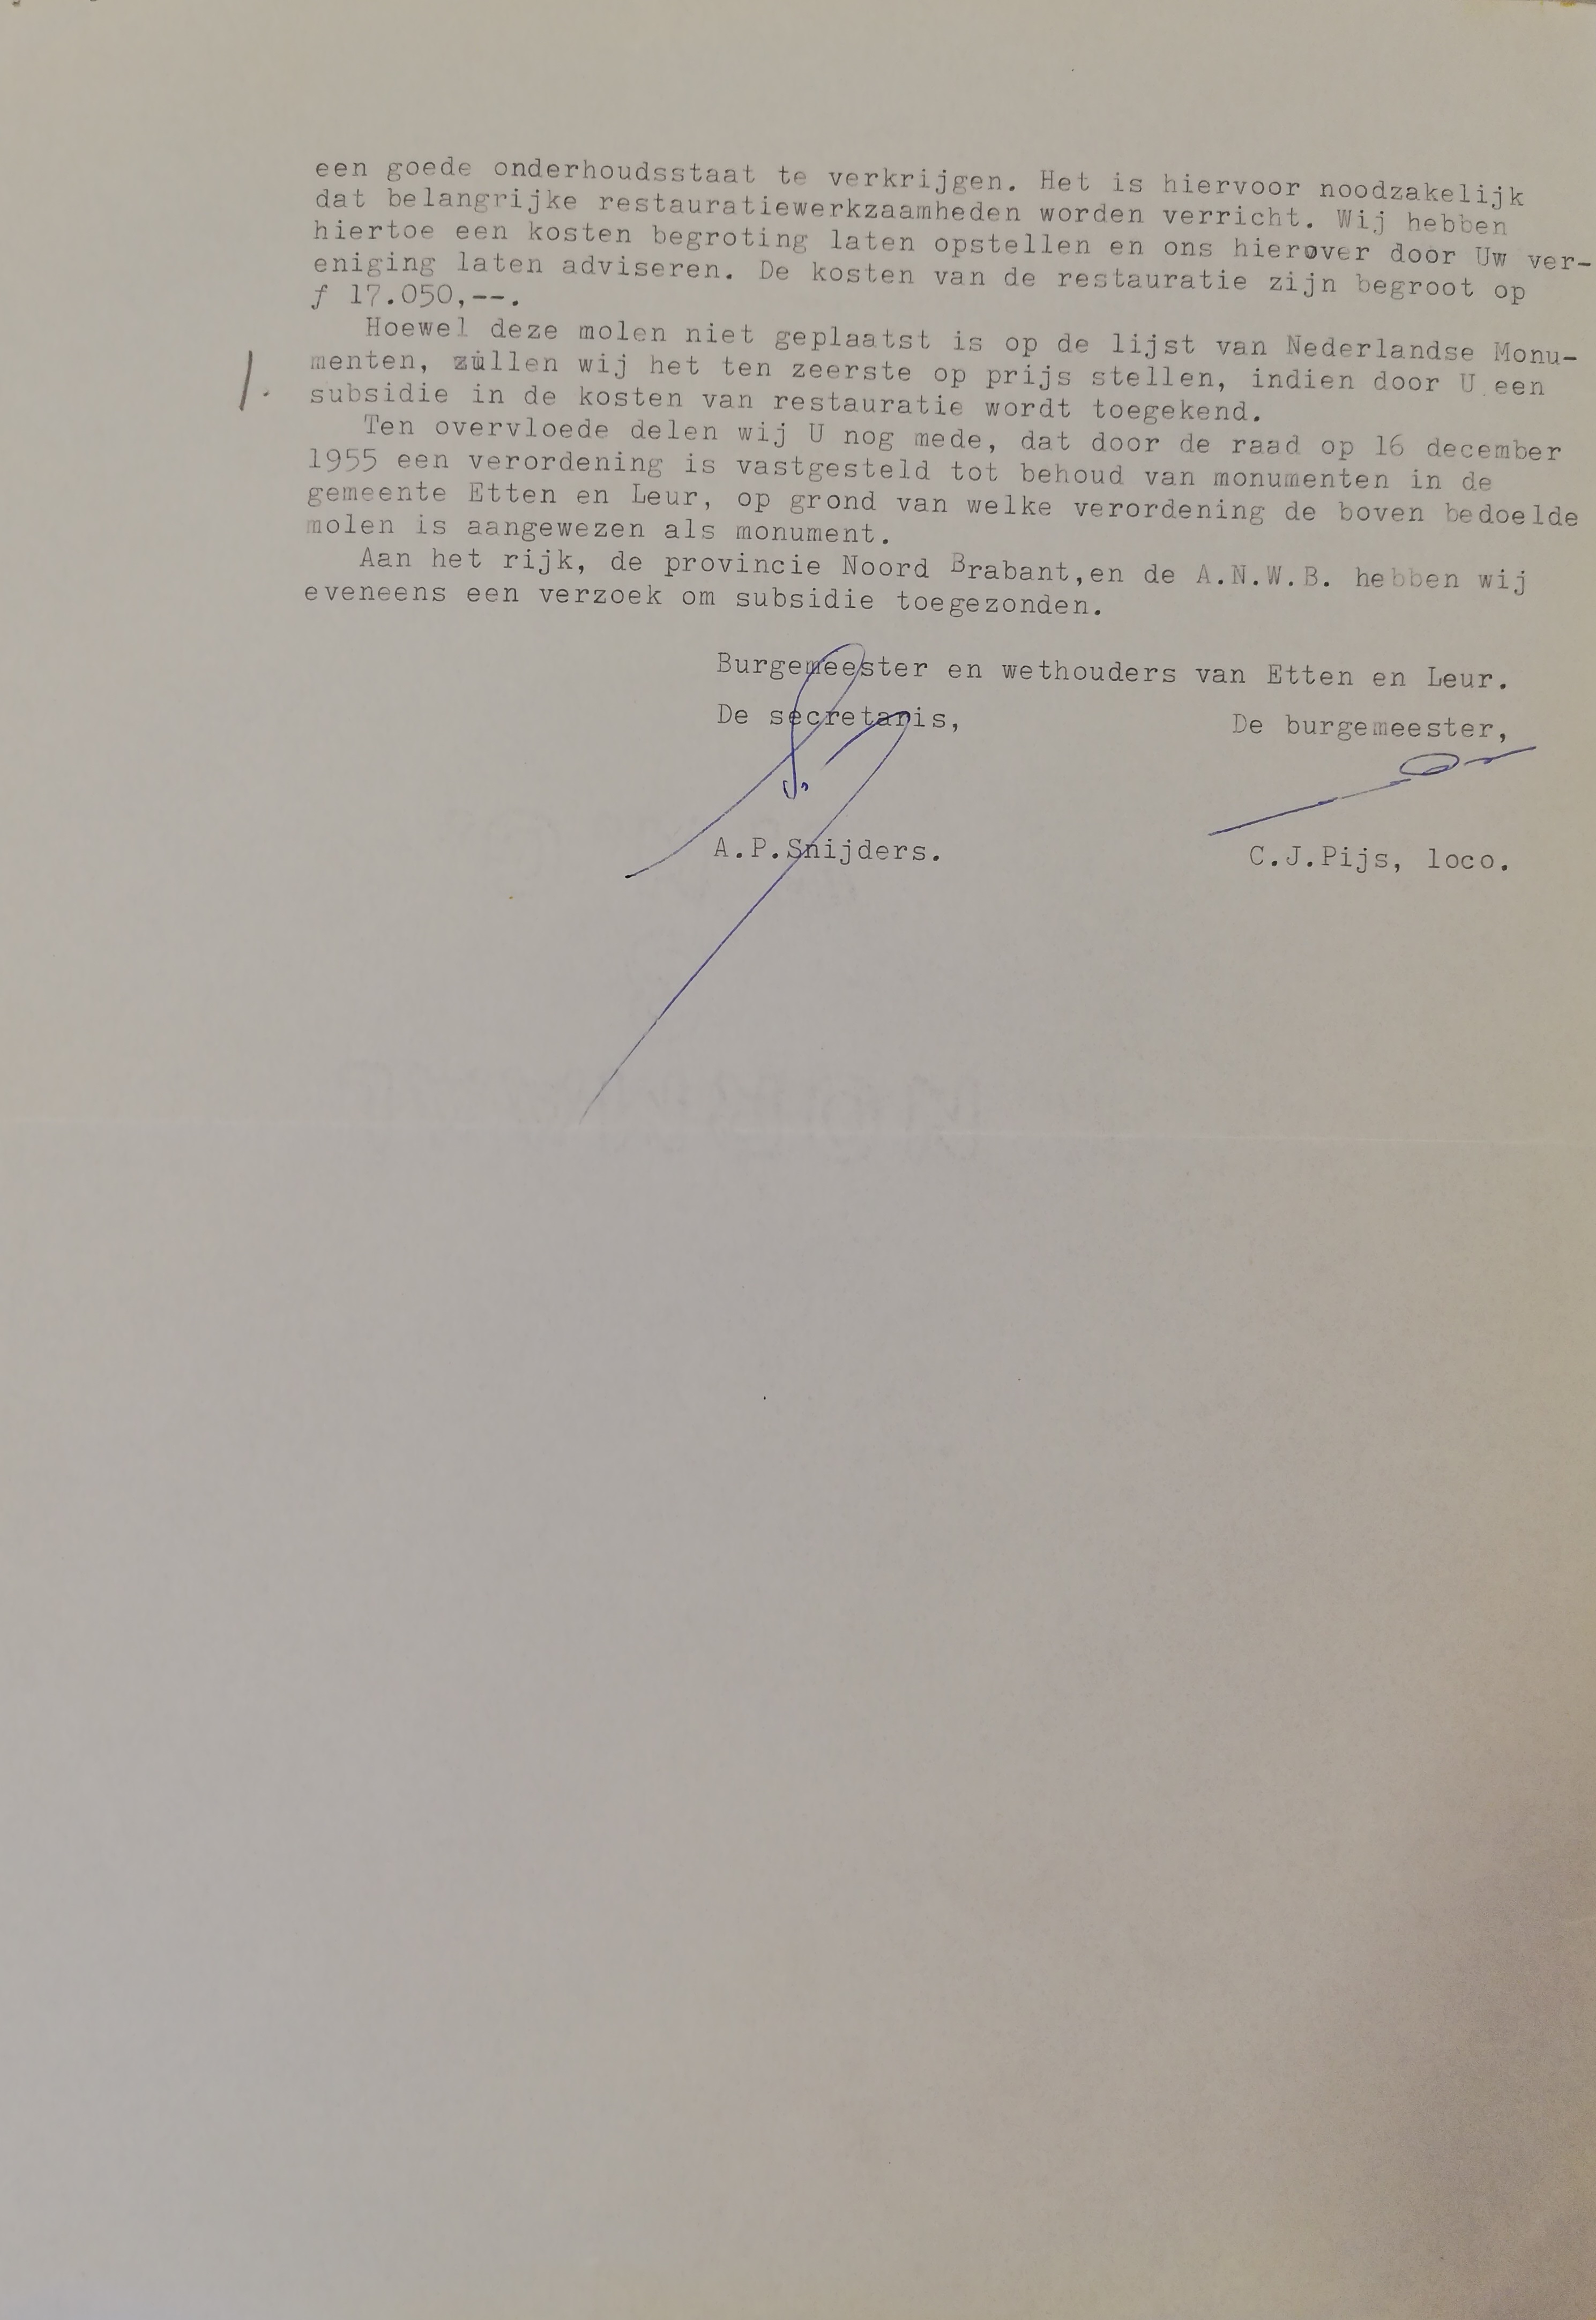 een goede onderhoudsstaat te verkrijgen. Het is hiervoor noodzakelijk
dat belangrijke restauratiewerkzaamheden worden verricht. Wij hebben
hiertoe een kosten begroting laten opstellen en ons hierover door Uw ver-
eniging laten adviseren. De kosten van de restauratie zijn begroot op
ƒ 17.050,--.
Hoewel deze molen niet geplaatst is op de lijst van Nederlandse Monu-
menten, züllen wij het ten zeerste op prijs stellen, indien door U een
subsidie in de kosten van restauratie wordt toegekend.
Ten overvloede delen wij U nog mede, dat door de raad op 16 december
1955 een verordening is vastgesteld tot behoud van monumenten in de
gemeente Etten en Leur, op grond van welke verordening de boven bedoelde
molen is aangewezen als monument.
Aan het rijk, de provincie Noord Brabant,en de A.N.W.B. hebben wij
eveneens een verzoek om subsidie toegezonden.
Burgemeester en wethouders van Etten en Leur.
De secretaris, De burgemeester,
A.P.Snijders. C.J.Pijs, loco.